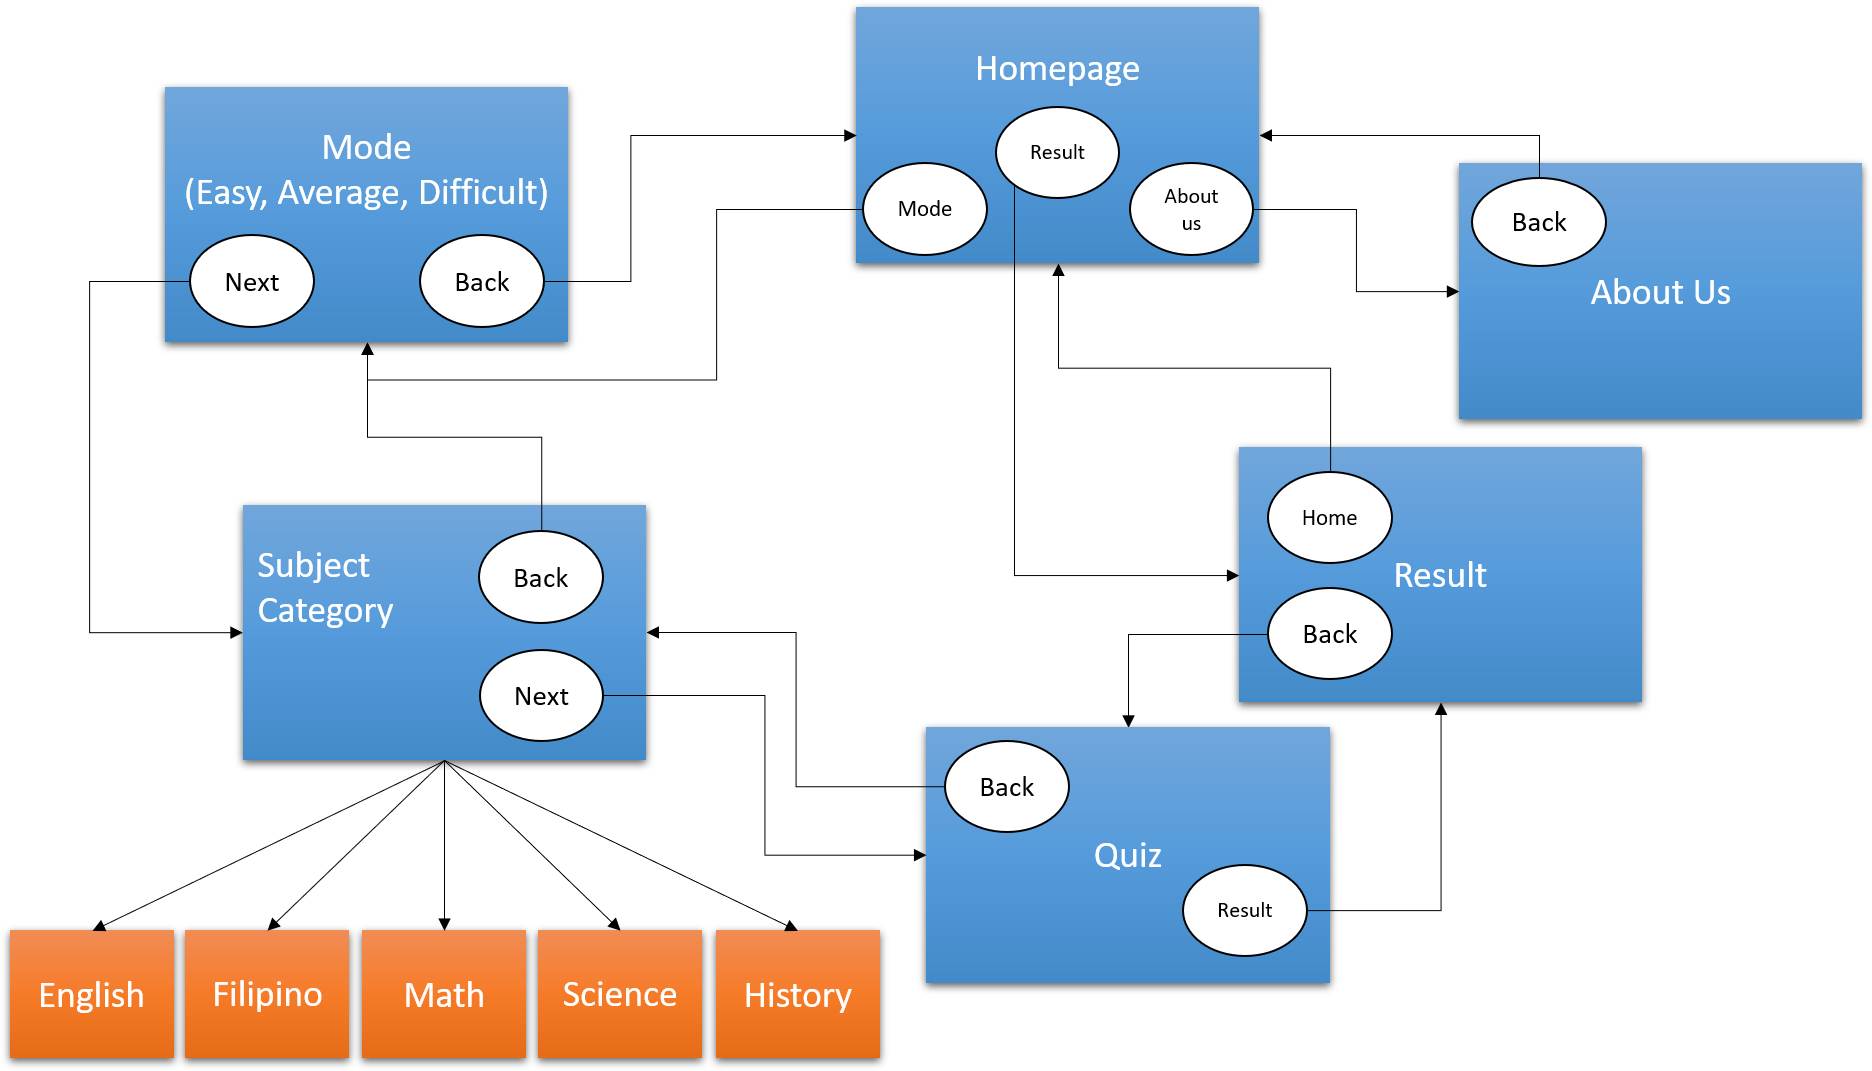 Homepage
Result
Mode
About
us
Mode
(Easy, Average, Difficult)
Next
Back
Back
About Us
Home
Result
Back
Subject
Category
Back
Next
Back
Quiz
Result
English
Filipino
Math
Science
History